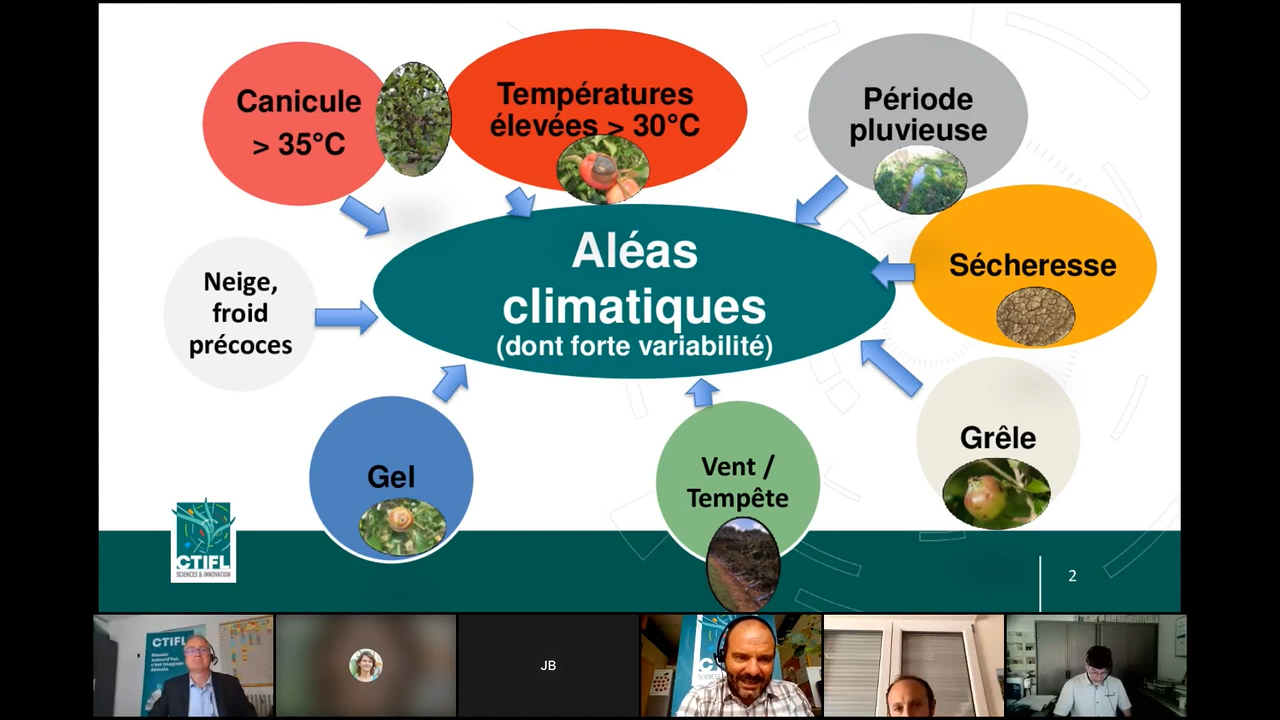 Canicule
> 35°C
Températures
élevées > 30°C
Période
pluvieuse
Aléas
climatiques
(dont forte variabilité)
Sécheresse
Neige,
froid
précoces
Grêle
Gel
Vent /
Tempête
CTIFL
SCIENCES & INNOVATION
2
CTIFL
JB